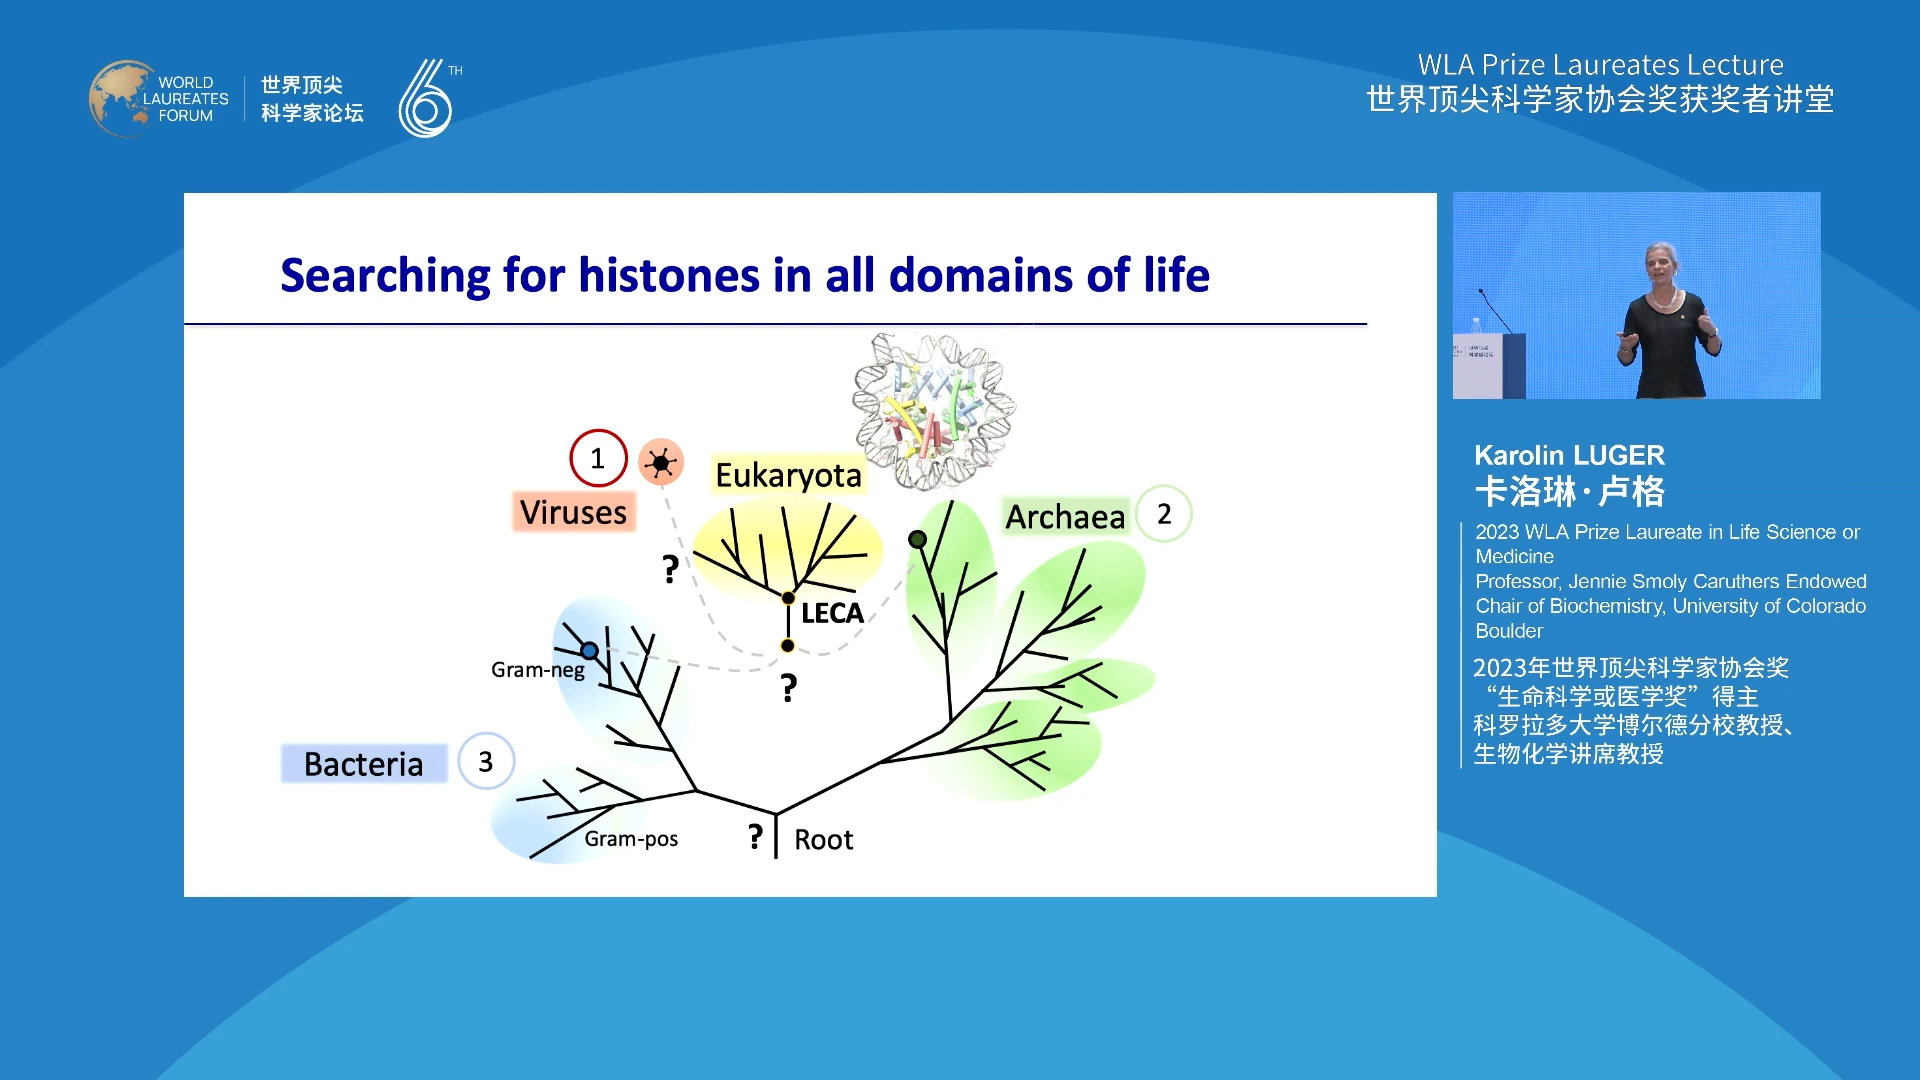 WORLD
LAUREATES
FORUM
世界顶尖
科学家论坛
6TH
WLA Prize Laureates Lecture
世界顶尖科学家协会奖获奖者讲堂
Searching for histones in all domains of life
1
Viruses
Eukaryota
Archaea
2
?
LECA
Gram-neg
?
Bacteria
3
Gram-pos
?
Root
Karolin LUGER
卡洛琳·卢格
2023 WLA Prize Laureate in Life Science or
Medicine
Professor, Jennie Smoly Caruthers Endowed
Chair of Biochemistry, University of Colorado
Boulder
2023年世界顶尖科学家协会奖
“生命科学或医学奖”得主
科罗拉多大学博尔德分校教授、
生物化学讲席教授